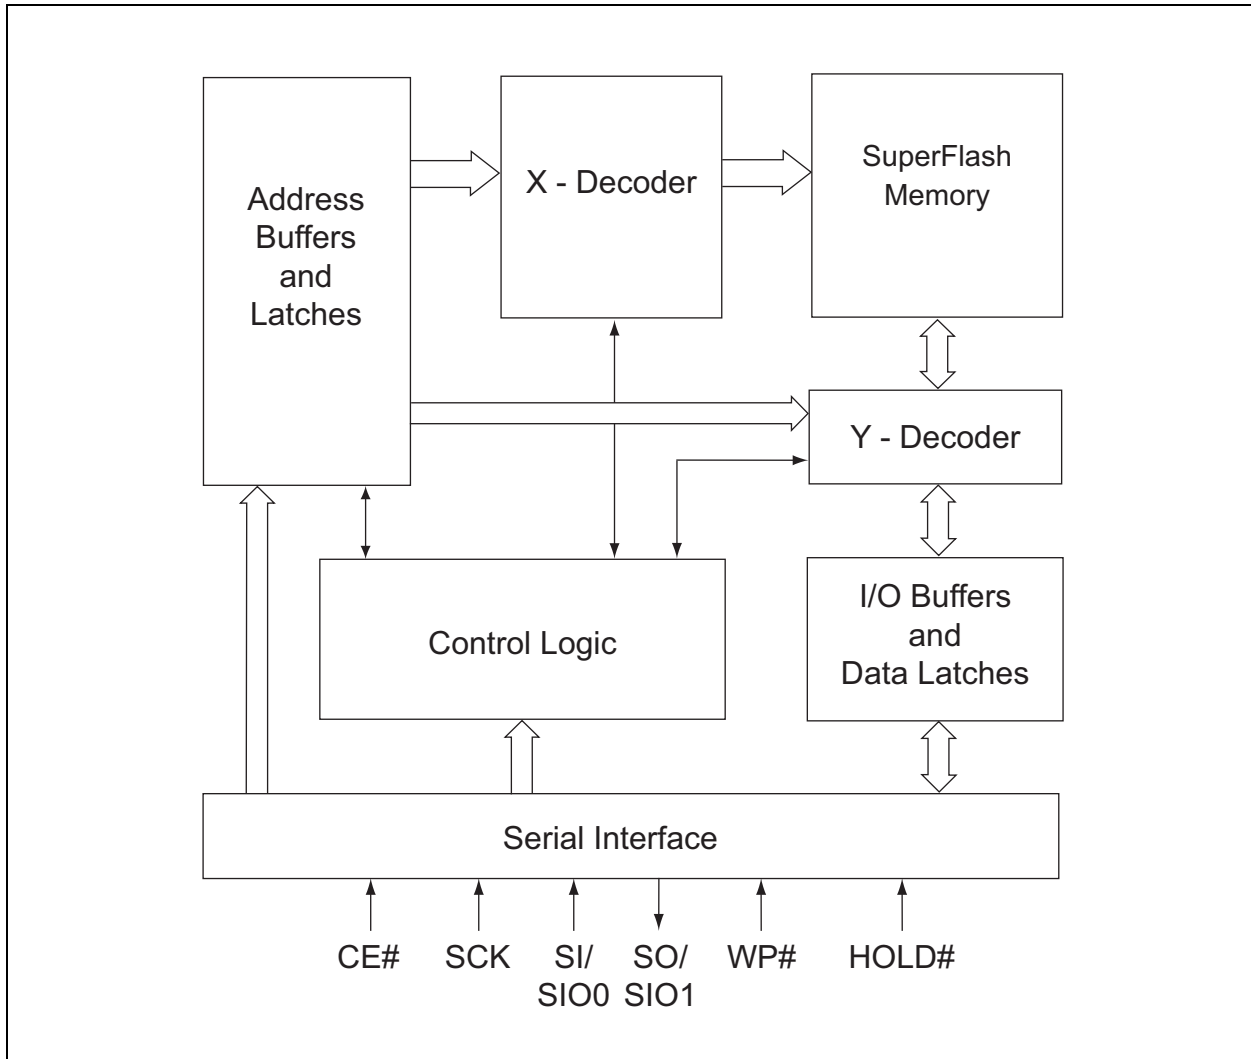 Address
Buffers
and
Latches
X - Decoder
SuperFlash
Memory
Y - Decoder
Control Logic
I/O Buffers
and
Data Latches
Serial Interface
CE#
SCK
SI/
SIO0
SO/
SIO1
WP#
HOLD#